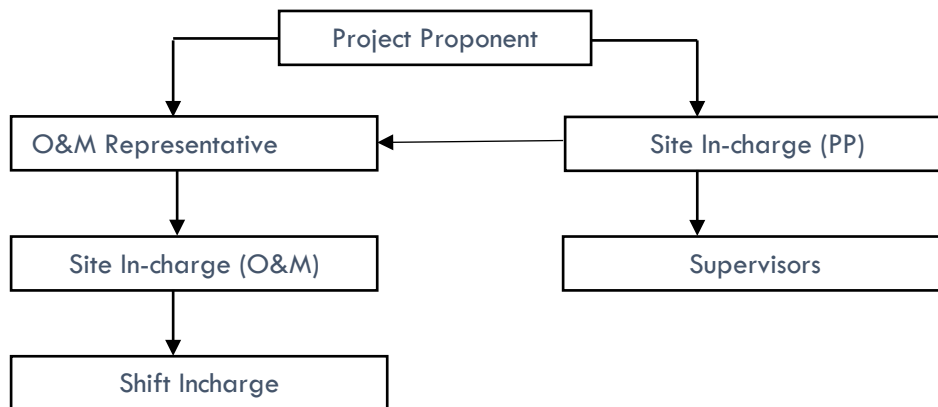 Project Proponent
O&M Representative
Site In-charge (PP)
Site In-charge (O&M)
Supervisors
Shift Incharge